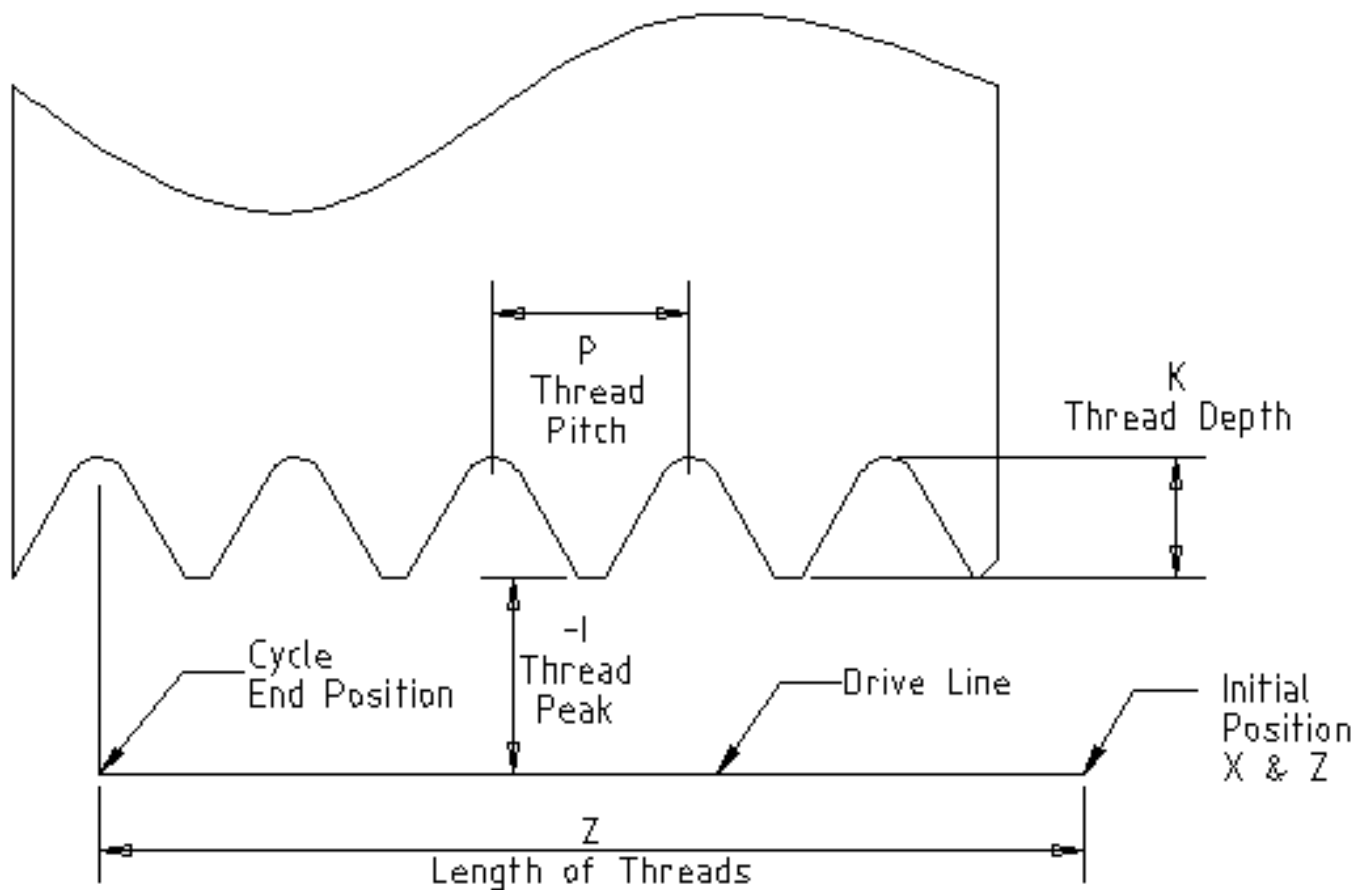 P
Thread
Pitch
K
Thread Depth
-I
Thread
Peak
Cycle
End Position
Drive Line
Initial
Position
X & Z
Z
Length of Threads